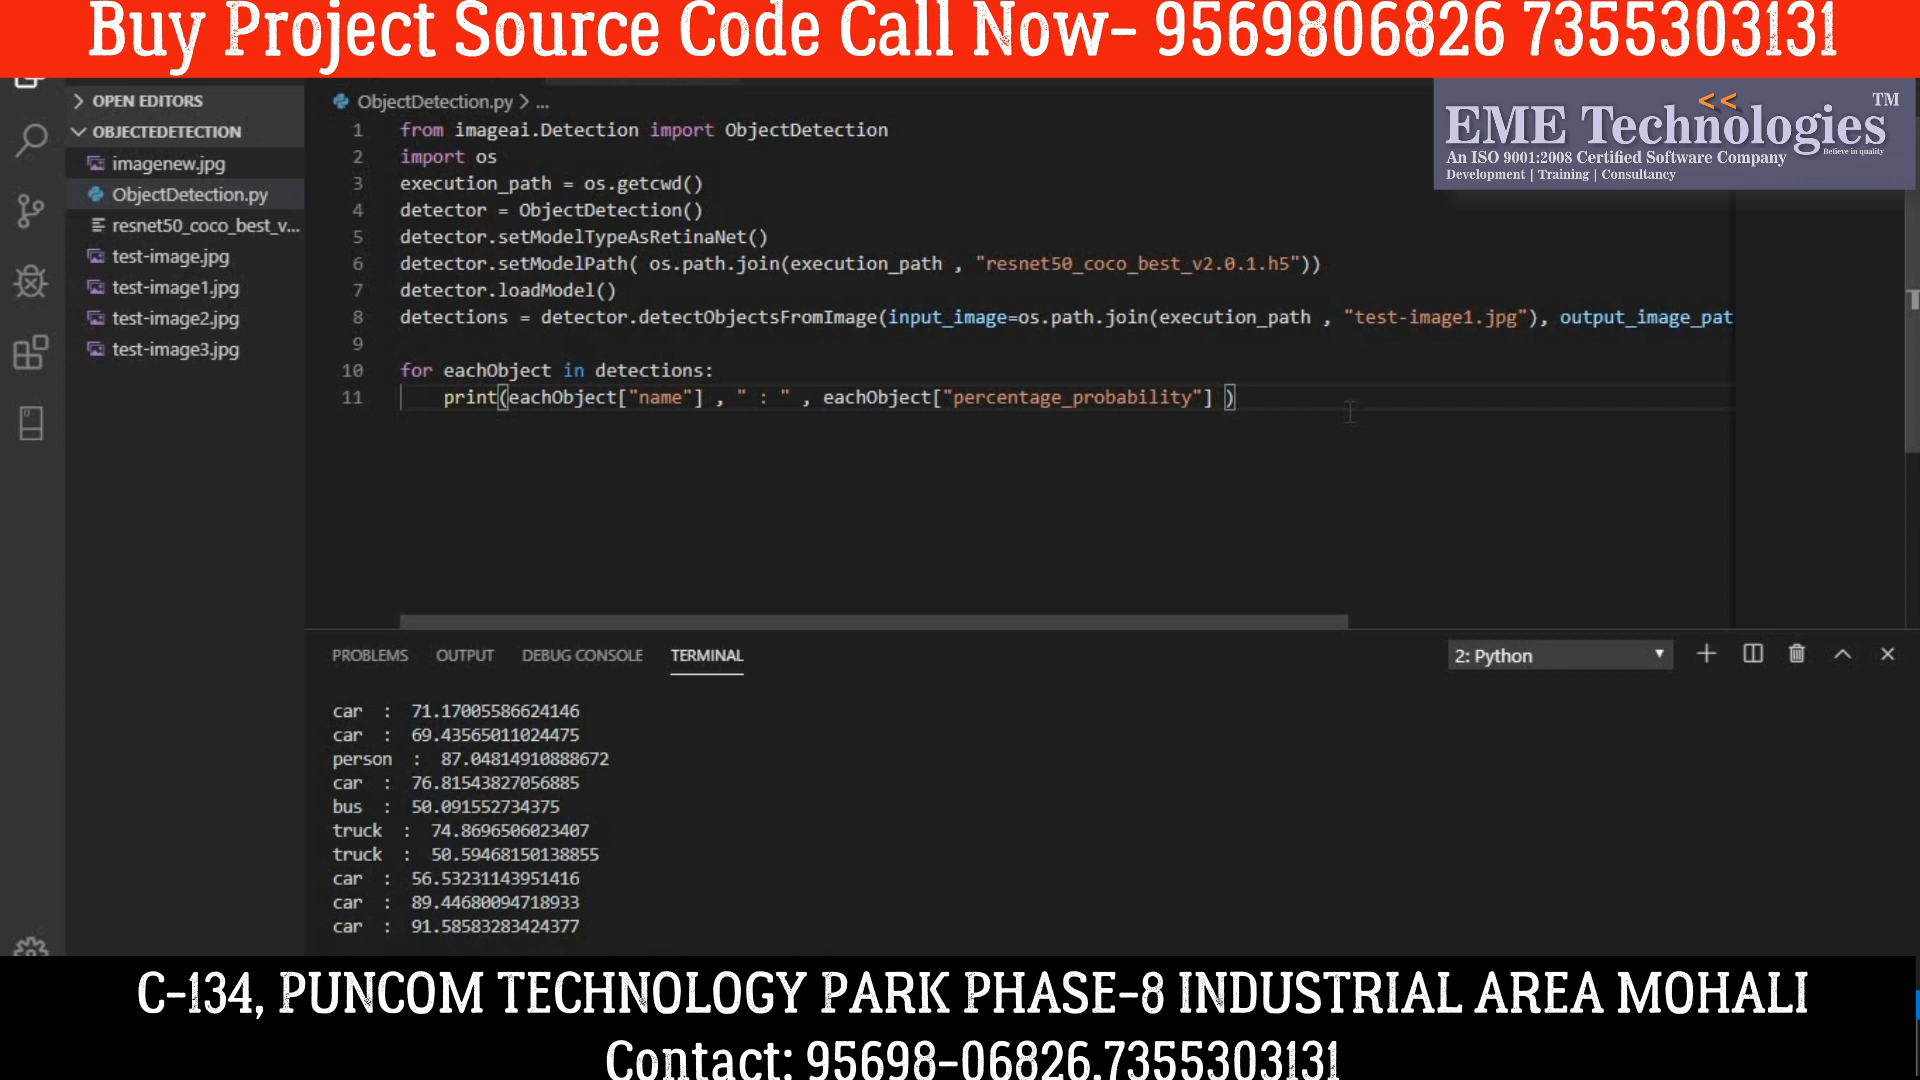 Buy Project Source Code Call Now- 9569806826 7355303131
EME Technologies TM
<<
Believe in quality
An ISO 9001:2008 Certified Software Company
Development | Training | Consultancy
OPEN EDITORS
OBJECTEDETECTION
imagenew.jpg
ObjectDetection.py
resnet50_coco_best_v...
test-image.jpg
test-image1.jpg
test-image2.jpg
test-image3.jpg
ObjectDetection.py > ...
1 from imageai.Detection import ObjectDetection
2 import os
3 execution_path = os.getcwd()
4 detector = ObjectDetection()
5 detector.setModelTypeAsRetinaNet()
6 detector.setModelPath( os.path.join(execution_path , "resnet50_coco_best_v2.0.1.h5"))
7 detector.loadModel()
8 detections = detector.detectObjectsFromImage(input_image=os.path.join(execution_path , "test-image1.jpg"), output_image_pat
9
10 for eachObject in detections:
11 print(eachObject["name"] , " : " , eachObject["percentage_probability"] )
PROBLEMS OUTPUT DEBUG CONSOLE TERMINAL 2: Python
car : 71.17005586624146
car : 69.43565011024475
person : 87.04814910888672
car : 76.81543827056885
bus : 50.091552734375
truck : 74.8696506023407
truck : 50.59468150138855
car : 56.53231143951416
car : 89.44680094718933
car : 91.58583283424377
C-134, PUNCOM TECHNOLOGY PARK PHASE-8 INDUSTRIAL AREA MOHALI
Contact: 95698-06826,7355303131